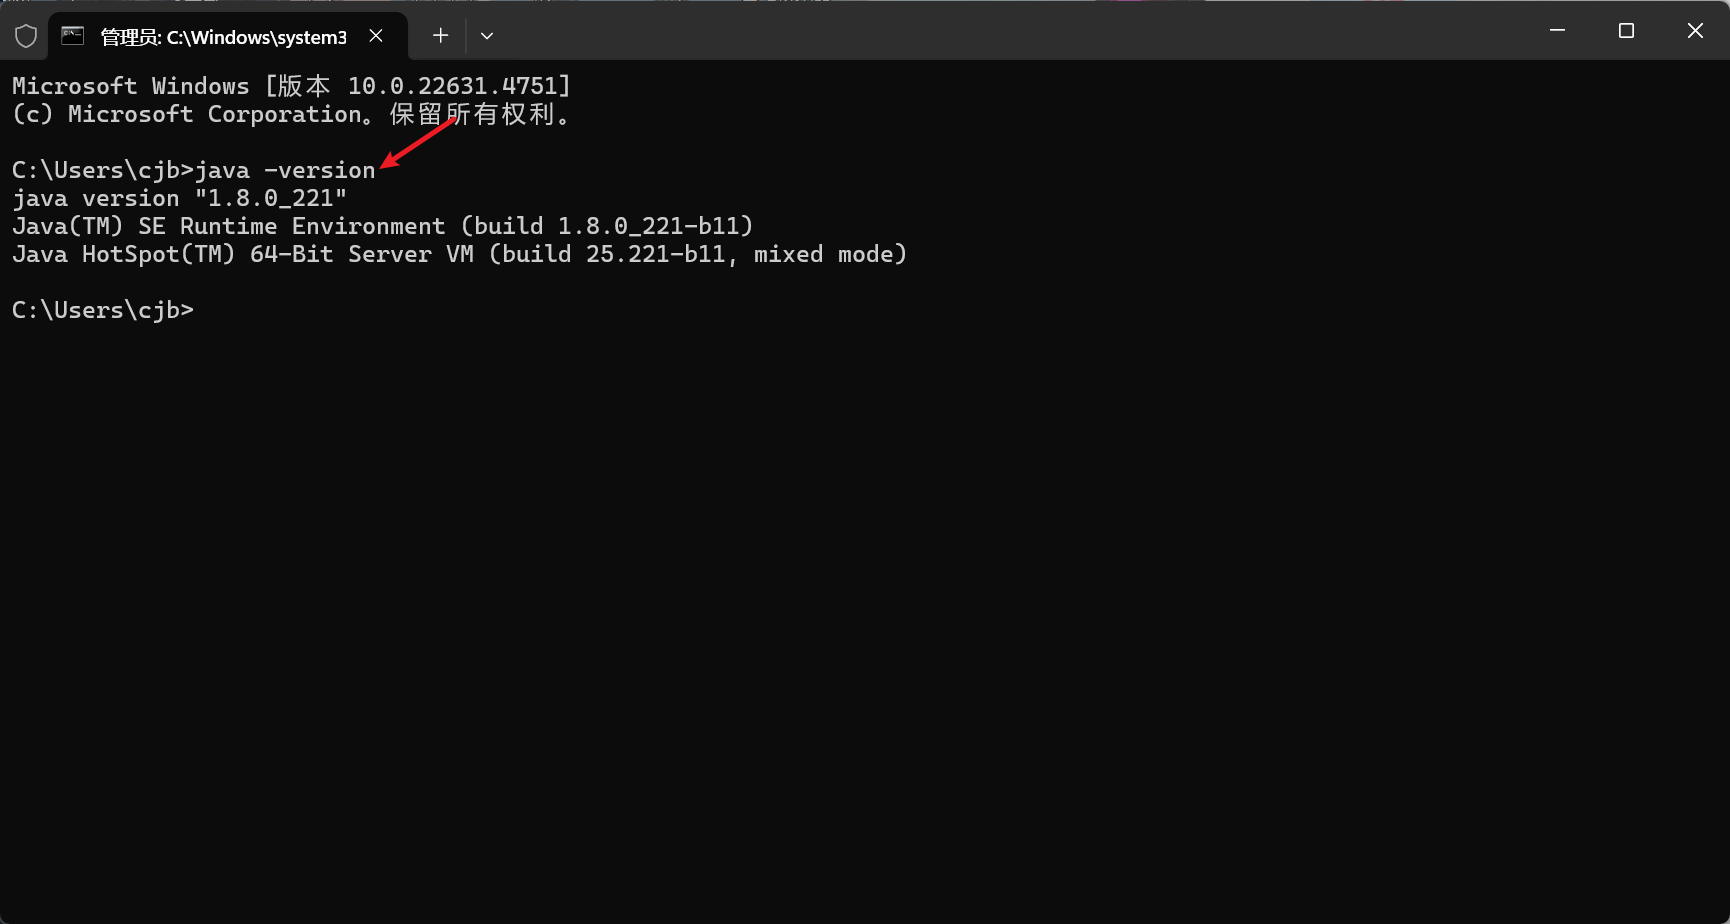 管理员: C:\Windows\system3
Microsoft Windows [版本 10.0.22631.4751]
(c) Microsoft Corporation。保留所有权利。
C:\Users\cjb>java -version
java version "1.8.0_221"
Java(TM) SE Runtime Environment (build 1.8.0_221-b11)
Java HotSpot(TM) 64-Bit Server VM (build 25.221-b11, mixed mode)
C:\Users\cjb>